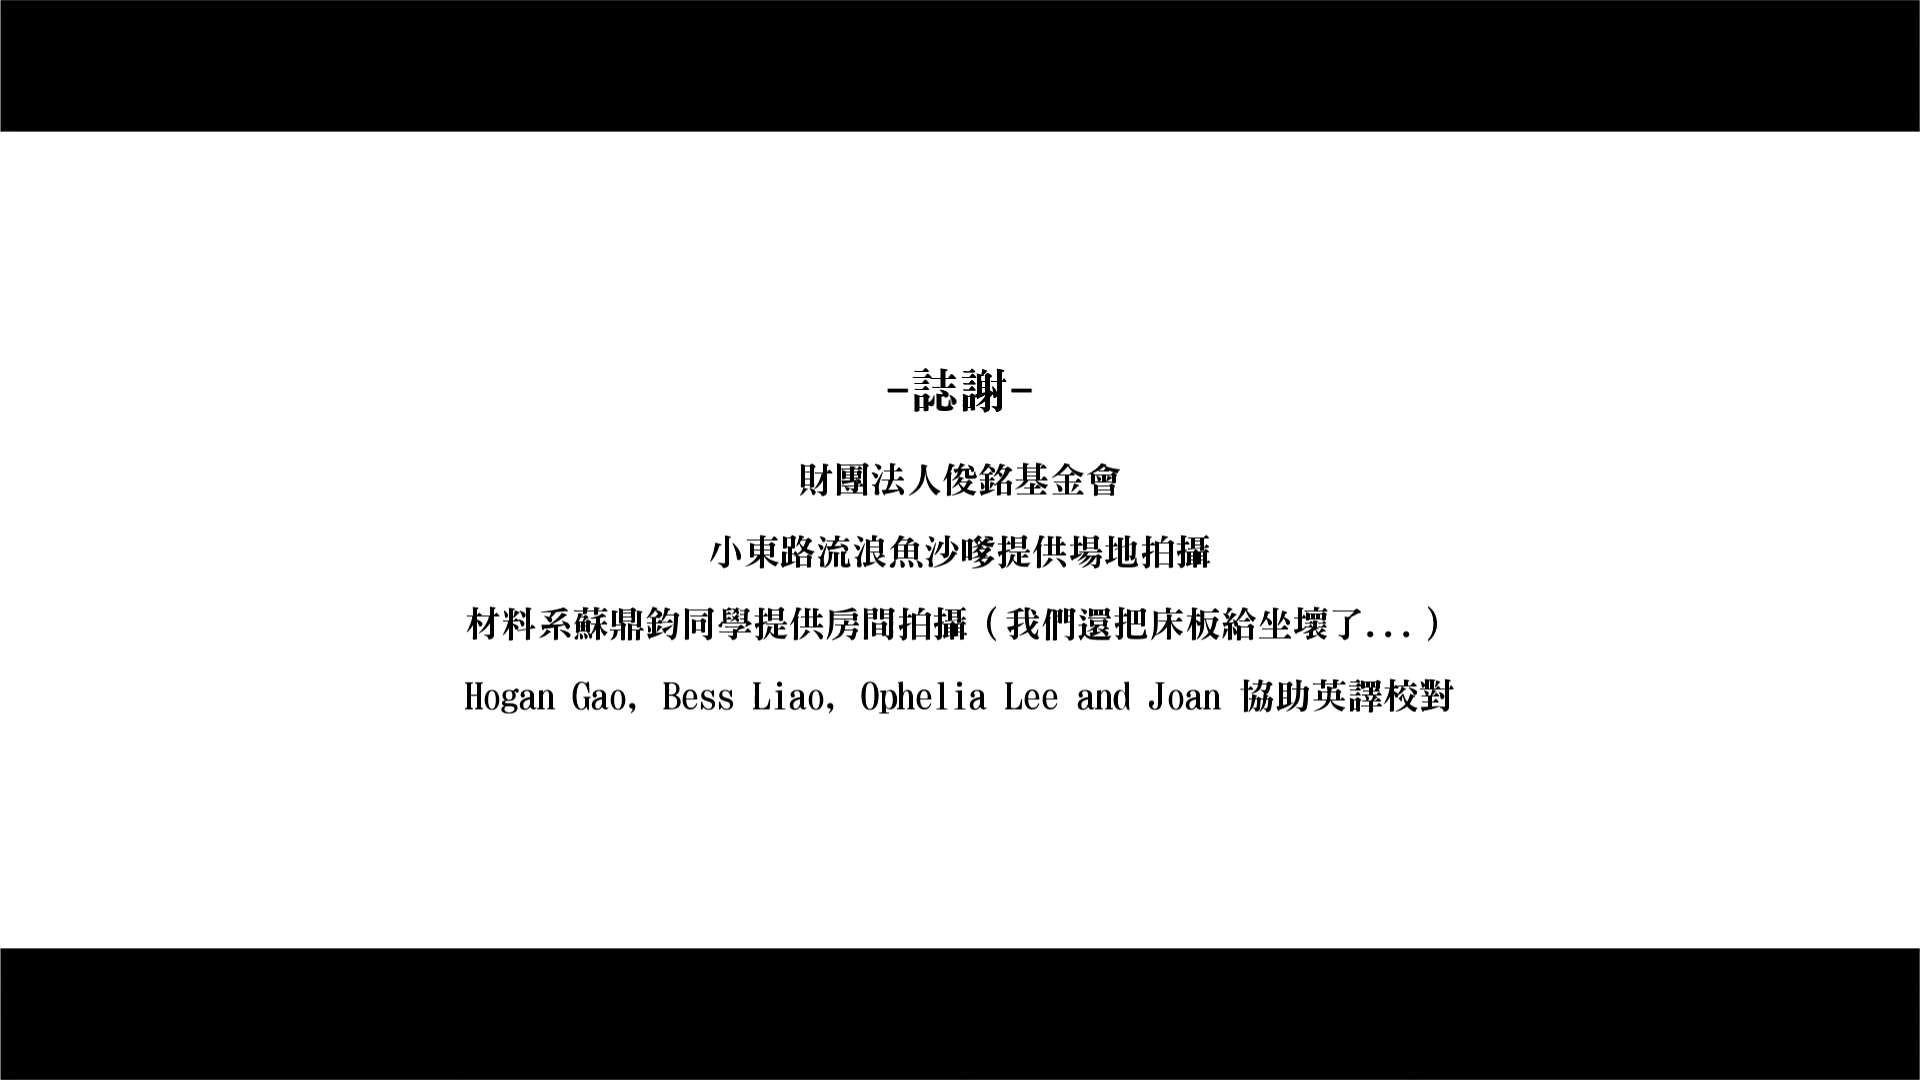 -誌謝-
財團法人俊銘基金會
小東路流浪魚沙嗲提供場地拍攝
材料系蘇鼎鈞同學提供房間拍攝（我們還把床板給坐壞了...）
Hogan Gao, Bess Liao, Ophelia Lee and Joan 協助英譯校對